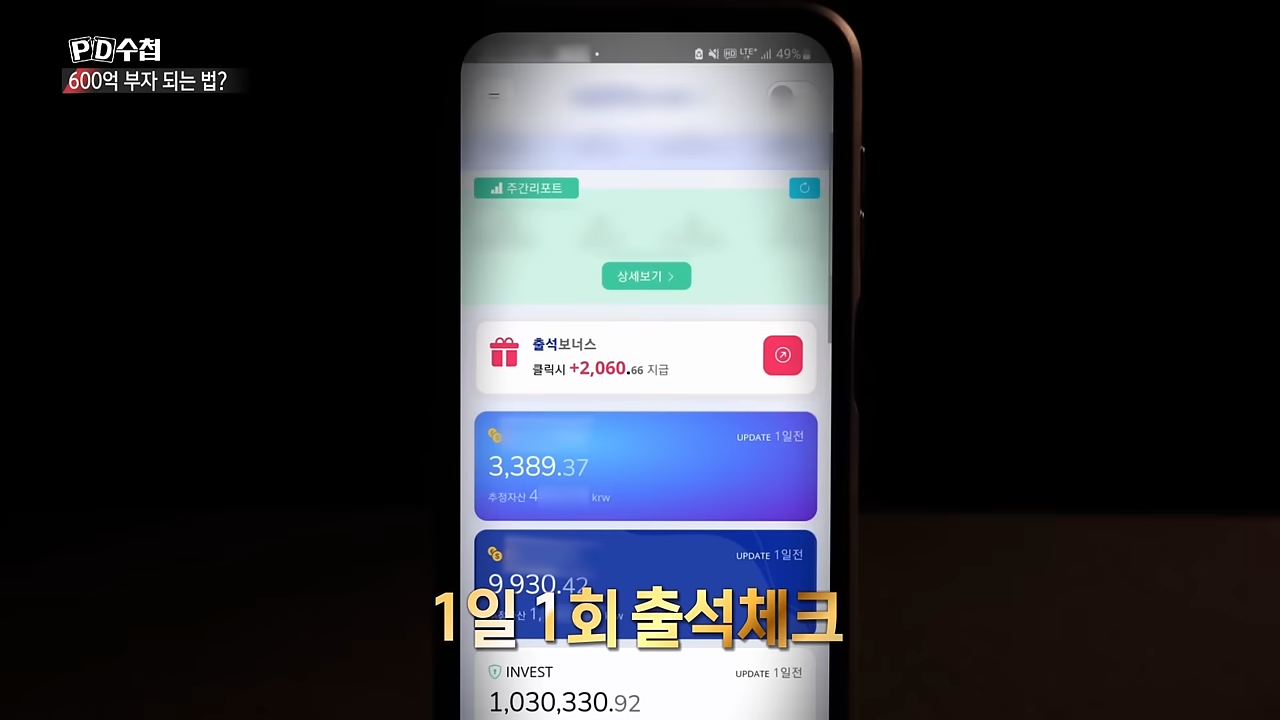 PD수첩
600억 부자 되는 법?
HD LTE+ 49%
주간리포트
상세보기 >
출석보너스
클릭시 +2,060.66 지급
UPDATE 1일전
3,389.37
추정자산 4 krw
UPDATE 1일전
9,930.42
1일 1회 출석체크
INVEST UPDATE 1일전
1,030,330.92